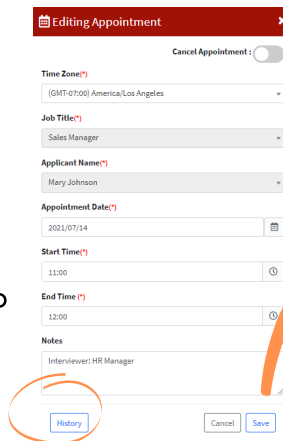 Editing Appointment ×
Cancel Appointment :
Time Zone(*)
(GMT-07:00) America/Los Angeles
Job Title(*)
Sales Manager
Applicant Name(*)
Mary Johnson
Appointment Date(*)
2021/07/14
Start Time(*)
11:00
End Time (*)
12:00
Notes
Interviewer: HR Manager
History Cancel Save